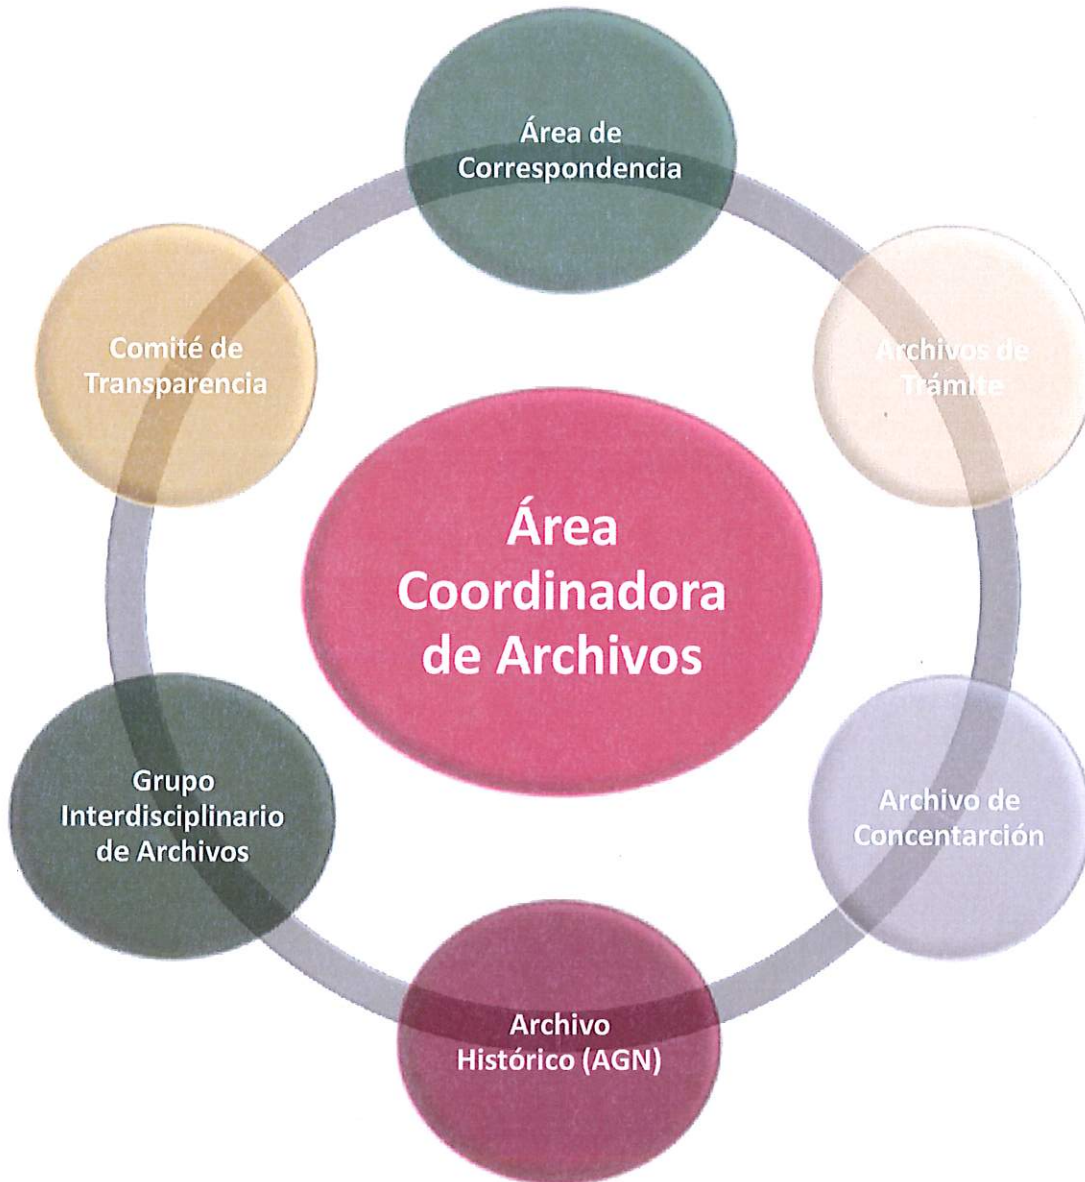 Área de
Correspondencia
Comité de
Transparencia
Archivos de
Trámite
Área
Coordinadora
de Archivos
Grupo
Interdisciplinario
de Archivos
Archivo de
Concentarción
Archivo
Histórico (AGN)